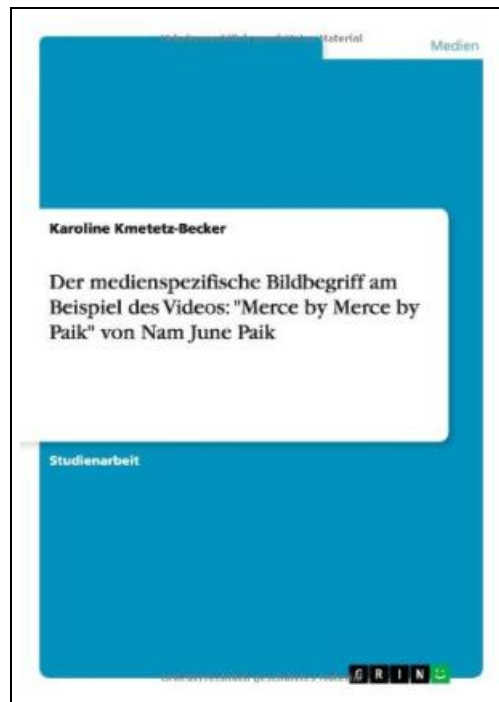 Material
Medien
Karoline Kmetetz-Becker
Der medienspezifische Bildbegriff am
Beispiel des Videos: "Merce by Merce by
Paik" von Nam June Paik
Studienarbeit
GRIN